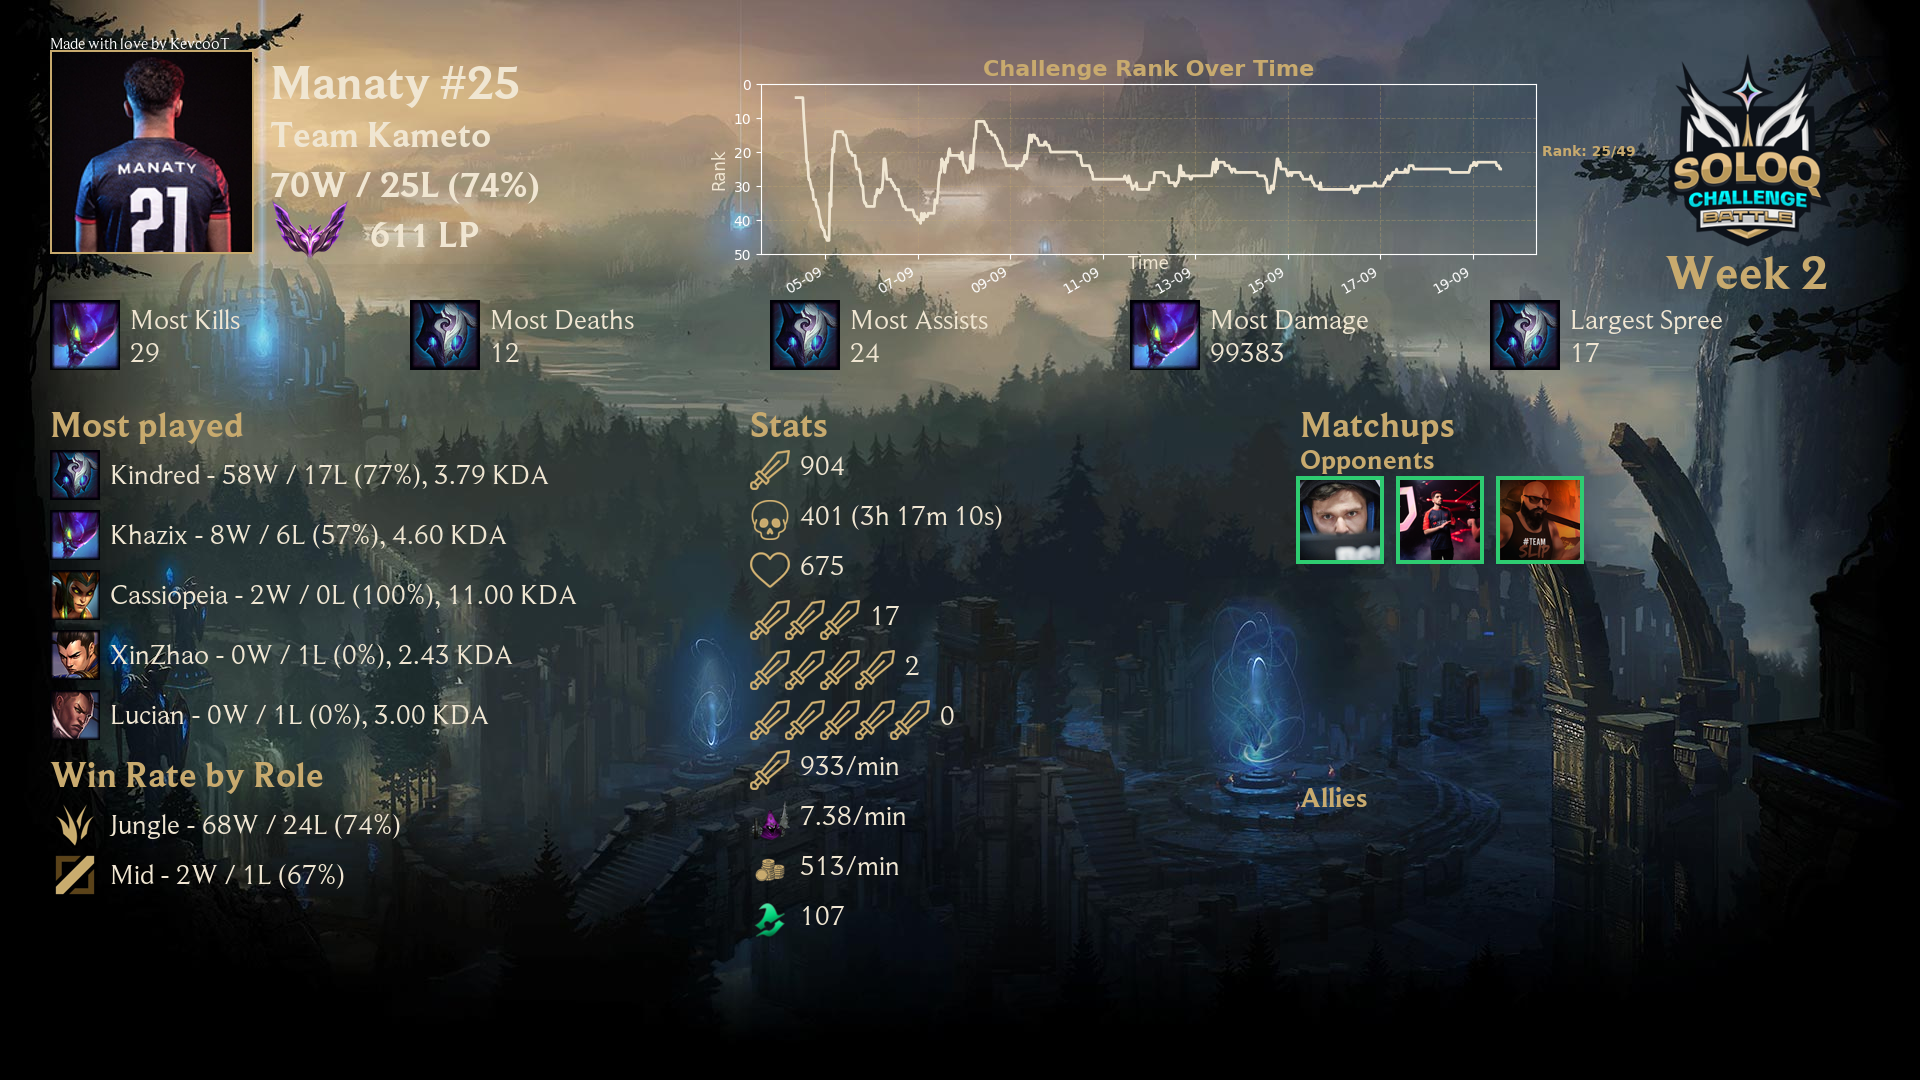 Made with love by KevcooT
MANATY
21
Manaty #25
Team Kameto
70W / 25L (74%)
611 LP
Challenge Rank Over Time
Rank
0
10
20
30
40
50
05-09
07-09
09-09
11-09
13-09
15-09
17-09
19-09
Time
Rank: 25/49
SOLOQ
CHALLENGE
BATTLE
Week 2
Most Kills
29
Most Deaths
12
Most Assists
24
Most Damage
99383
Largest Spree
17
Most played
Kindred - 58W / 17L (77%), 3.79 KDA
Khazix - 8W / 6L (57%), 4.60 KDA
Cassiopeia - 2W / 0L (100%), 11.00 KDA
XinZhao - 0W / 1L (0%), 2.43 KDA
Lucian - 0W / 1L (0%), 3.00 KDA
Win Rate by Role
Jungle - 68W / 24L (74%)
Mid - 2W / 1L (67%)
Stats
904
401 (3h 17m 10s)
675
17
2
0
933/min
7.38/min
513/min
107
Matchups
Opponents
#TEAM
SLIP
Allies